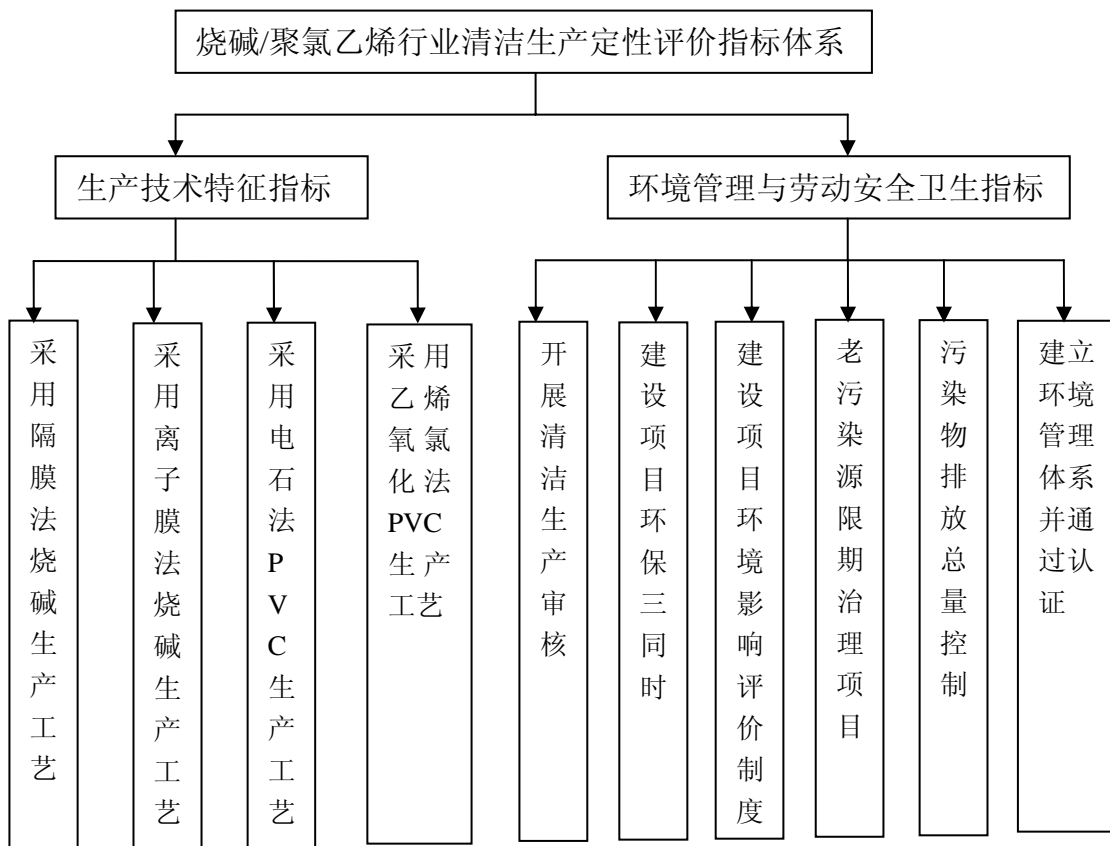 烧碱/聚氯乙烯行业清洁生产定性评价指标体系
生产技术特征指标
环境管理与劳动安全卫生指标
采用隔膜法烧碱生产工艺
采用离子膜法烧碱生产工艺
采用电石法PVC生产工艺
采用
乙烯
氧氯
化法
PVC
生产
工艺
开展清洁生产审核
建设项目环保三同时
建设项目环境影响评价制度
老污染源限期治理项目
污染物排放总量控制
建立
环境
管理
体系
并通
过认
证